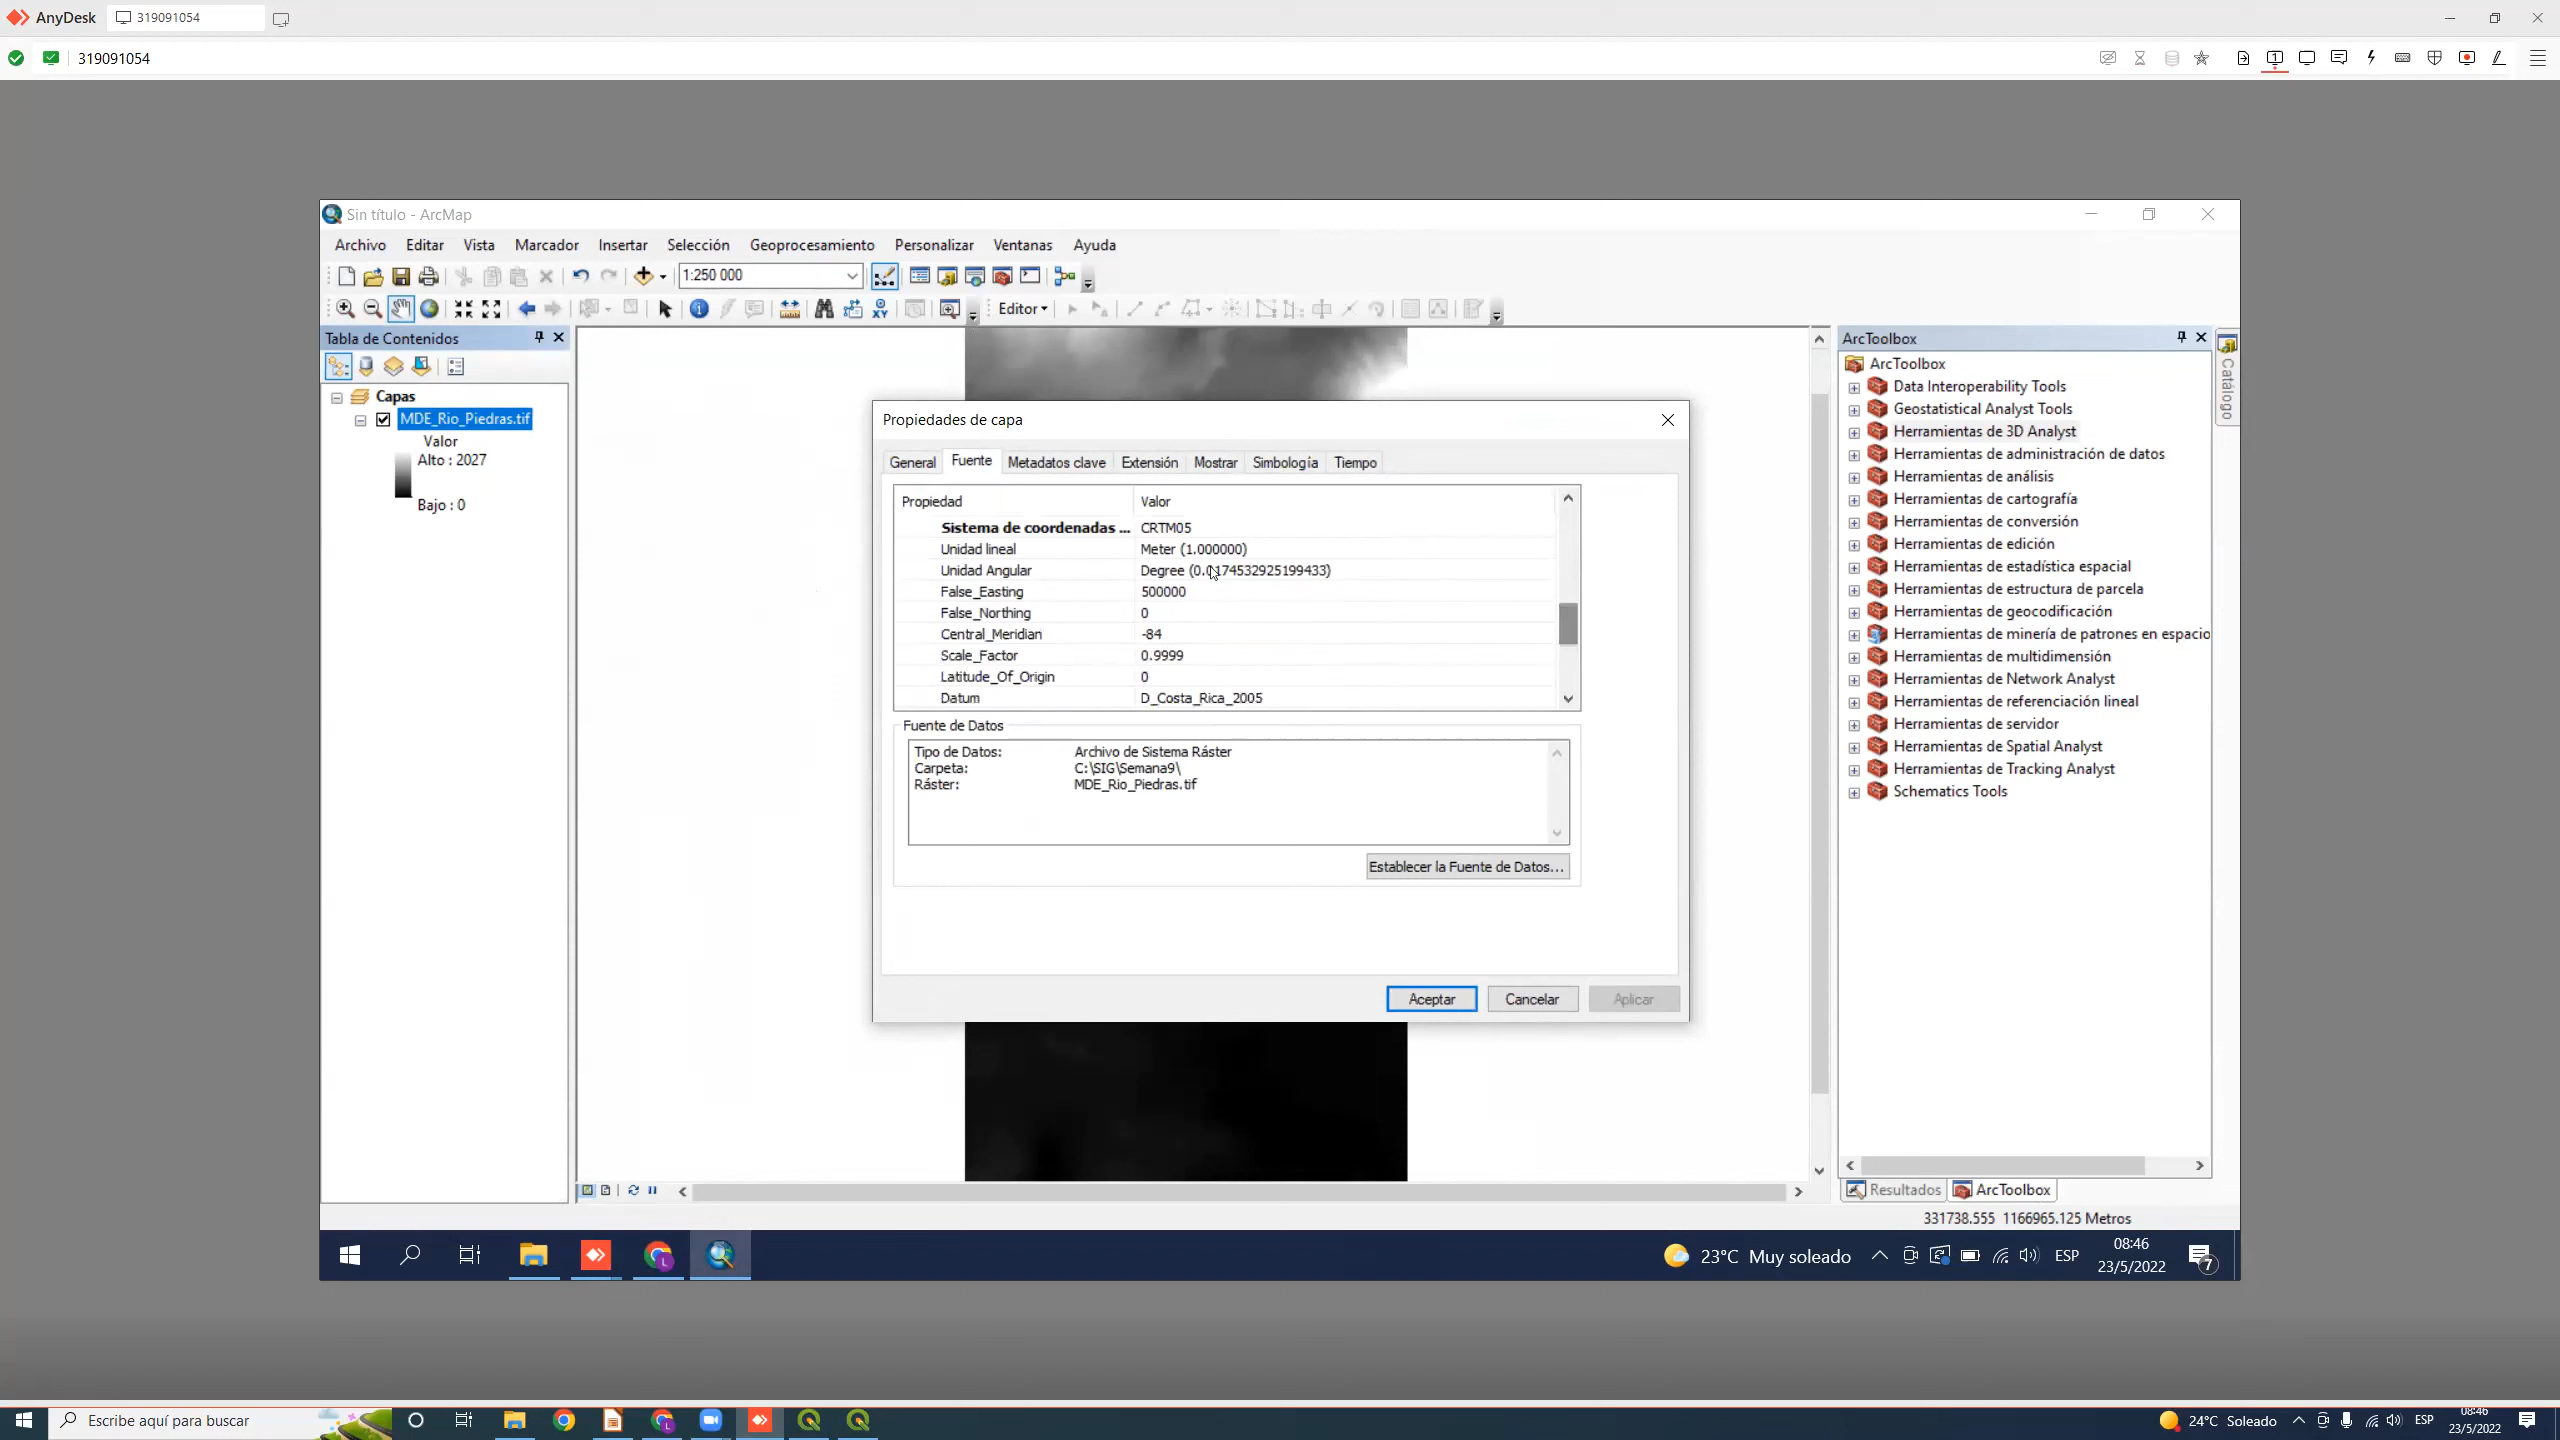 AnyDesk 319091054
319091054
Sin título - ArcMap
Archivo Editar Vista Marcador Insertar Selección Geoprocesamiento Personalizar Ventanas Ayuda
1:250 000
Editor
Tabla de Contenidos
Capas
MDE_Rio_Piedras.tif
Valor
Alto : 2027
Bajo : 0
Propiedades de capa
General Fuente Metadatos clave Extensión Mostrar Simbología Tiempo
Propiedad Valor
Sistema de coordenadas ... CRTM05
Unidad lineal Meter (1.000000)
Unidad Angular Degree (0.0174532925199433)
False_Easting 500000
False_Northing 0
Central_Meridian -84
Scale_Factor 0.9999
Latitude_Of_Origin 0
Datum D_Costa_Rica_2005
Fuente de Datos
Tipo de Datos: Archivo de Sistema Ráster
Carpeta: C:\SIG\Semana9\
Ráster: MDE_Rio_Piedras.tif
Establecer la Fuente de Datos...
Aceptar Cancelar Aplicar
ArcToolbox
ArcToolbox
Data Interoperability Tools
Geostatistical Analyst Tools
Herramientas de 3D Analyst
Herramientas de administración de datos
Herramientas de análisis
Herramientas de cartografía
Herramientas de conversión
Herramientas de edición
Herramientas de estadística espacial
Herramientas de estructura de parcela
Herramientas de geocodificación
Herramientas de minería de patrones en espacio
Herramientas de multidimensión
Herramientas de Network Analyst
Herramientas de referenciación lineal
Herramientas de servidor
Herramientas de Spatial Analyst
Herramientas de Tracking Analyst
Schematics Tools
Catálogo
Resultados ArcToolbox
331738.555 1166965.125 Metros
23°C Muy soleado ESP 08:46
23/5/2022
7
Escribe aquí para buscar
24°C Soleado ESP 08:46
23/5/2022